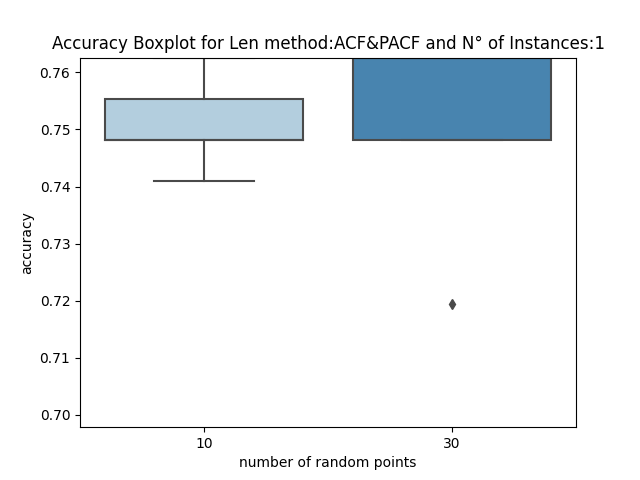 Accuracy Boxplot for Len method:ACF&PACF and N° of Instances:1
0.76
0.75
0.74
0.73
0.72
0.71
0.70
accuracy
10 30
number of random points